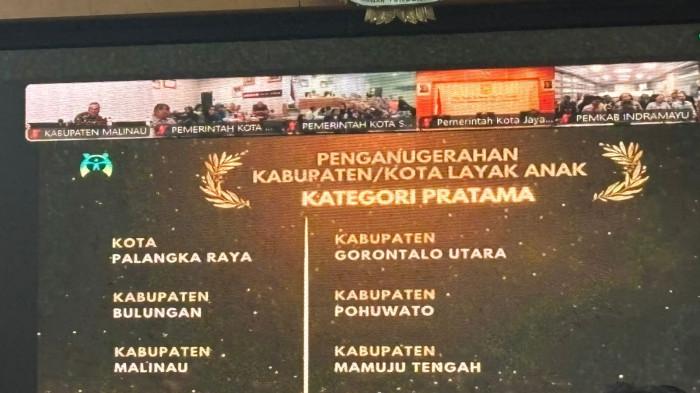 KABUPATEN MALINAU
PEMERINTAH KOTA ...
PEMERINTAH KOTA S...
Pemerintah Kota Jaya...
PEMKAB INDRAMAYU
PENGANUGERAHAN
KABUPATEN/KOTA LAYAK ANAK
KATEGORI PRATAMA
KOTA
PALANGKA RAYA
KABUPATEN
BULUNGAN
KABUPATEN
MALINAU
KABUPATEN
GORONTALO UTARA
KABUPATEN
POHUWATO
KABUPATEN
MAMUJU TENGAH